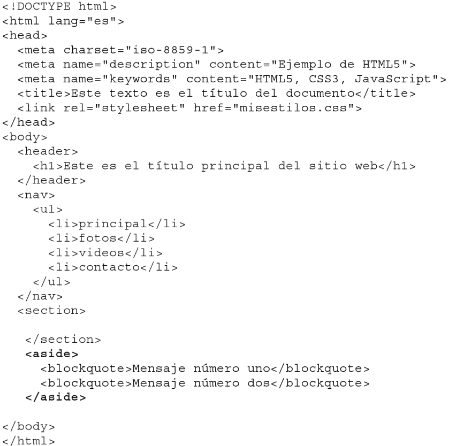 <!DOCTYPE html>
<html lang="es">
<head>
<meta charset="iso-8859-1">
<meta name="description" content="Ejemplo de HTML5">
<meta name="keywords" content="HTML5, CSS3, JavaScript">
<title>Este texto es el título del documento</title>
<link rel="stylesheet" href="misestilos.css">
</head>
<body>
<header>
<h1>Este es el título principal del sitio web</h1>
</header>
<nav>
<ul>
<li>principal</li>
<li>fotos</li>
<li>videos</li>
<li>contacto</li>
</ul>
</nav>
<section>
</section>
<aside>
<blockquote>Mensaje número uno</blockquote>
<blockquote>Mensaje número dos</blockquote>
</aside>
</body>
</html>